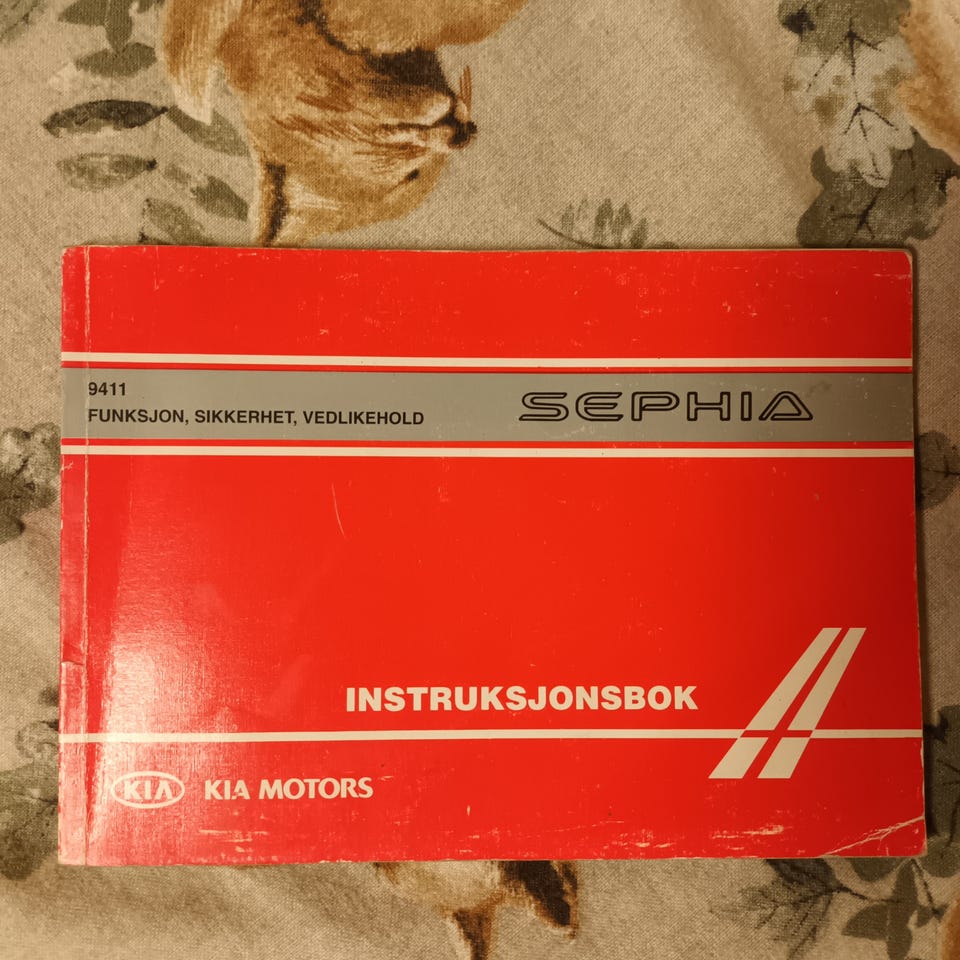 9411
FUNKSJON, SIKKERHET, VEDLIKEHOLD
SEPHIA
INSTRUKSJONSBOK
KIA KIA MOTORS